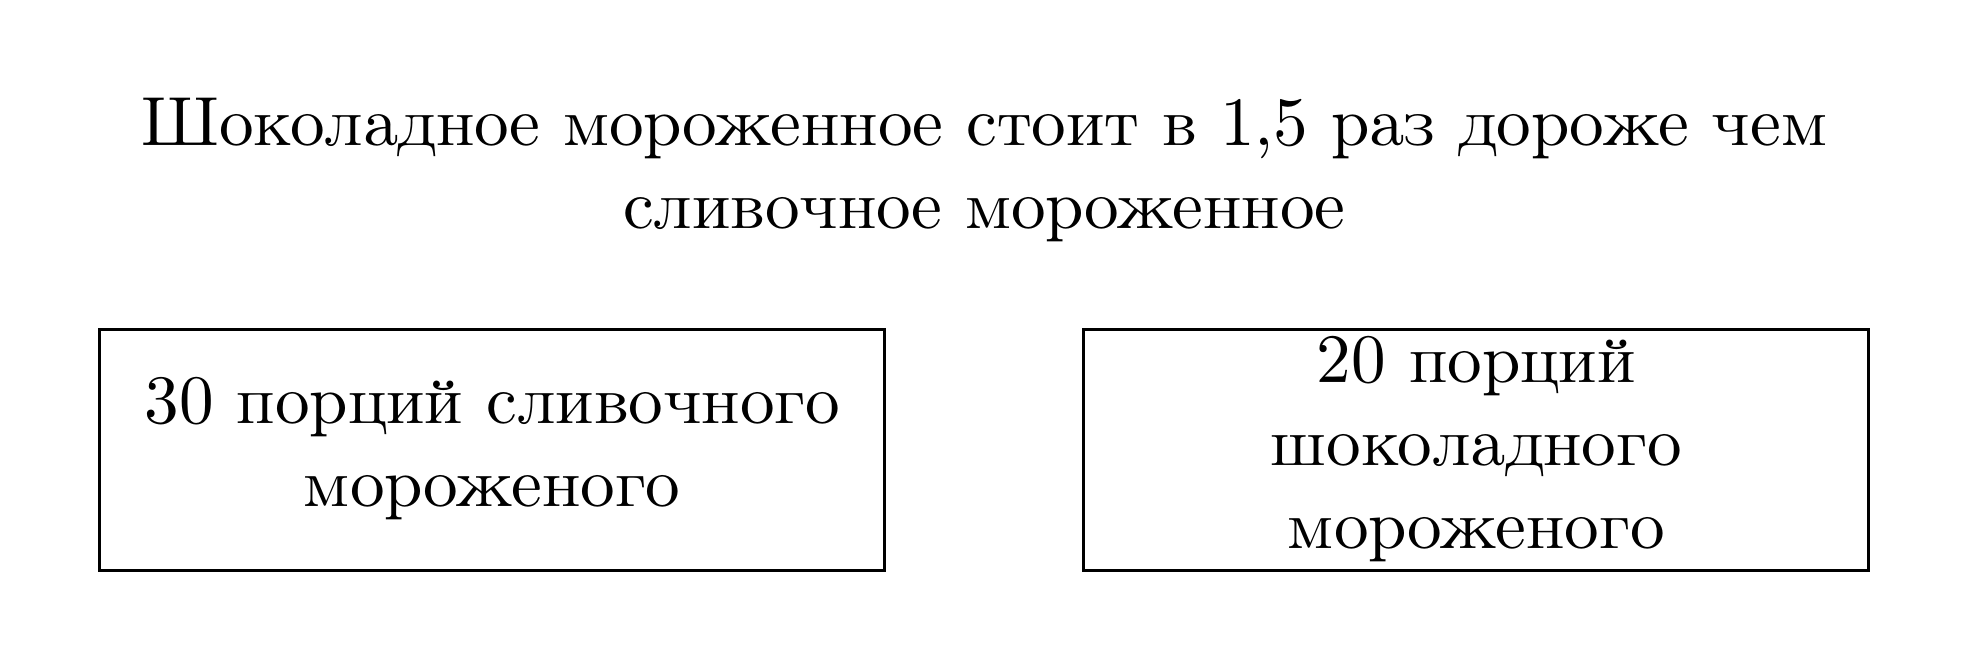 Шоколадное мороженное стоит в 1,5 раз дороже чем
сливочное мороженное
30 порций сливочного
мороженого
20 порций
шоколадного
мороженого